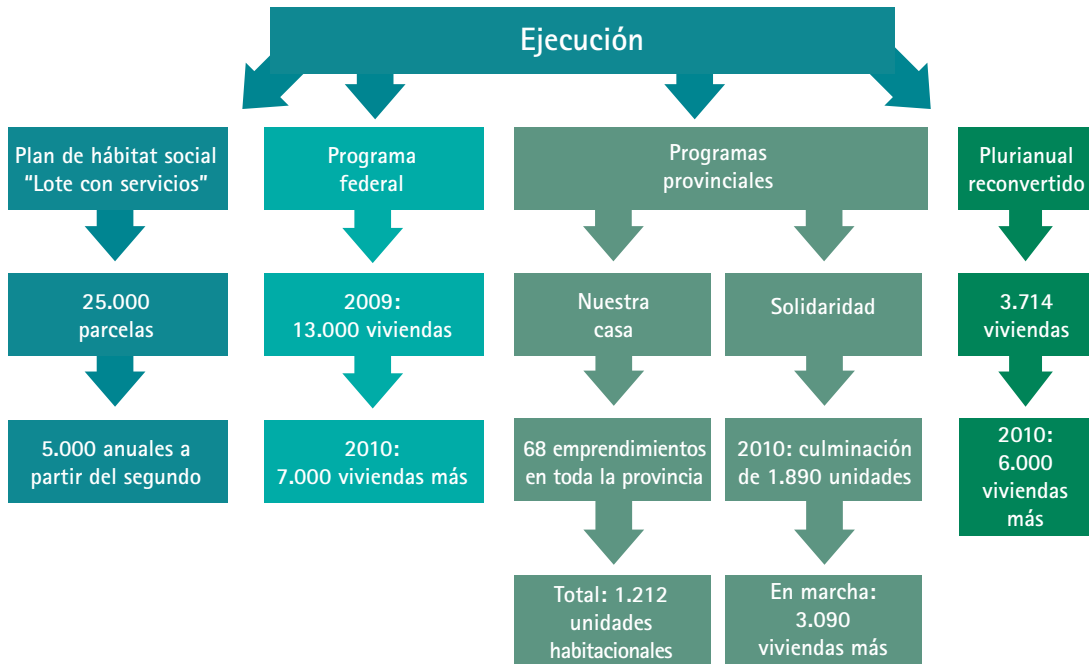 Ejecución
Plan de hábitat social
"Lote con servicios"
Programa
federal
Programas
provinciales
Plurianual
reconvertido
25.000
parcelas
2009:
13.000 viviendas
Nuestra
casa
Solidaridad
3.714
viviendas
5.000 anuales a
partir del segundo
2010:
7.000 viviendas más
68 emprendimientos
en toda la provincia
2010: culminación
de 1.890 unidades
2010:
6.000
viviendas
más
Total: 1.212
unidades
habitacionales
En marcha:
3.090
viviendas más